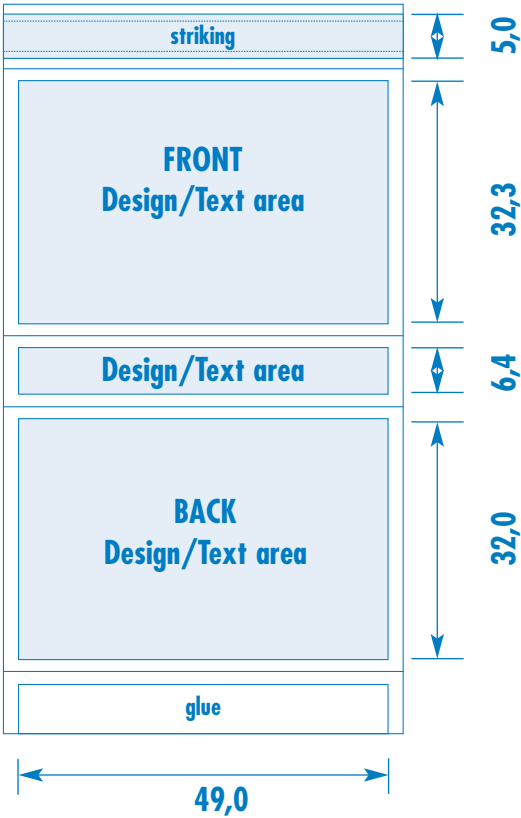 striking
5,0
FRONT
Design/Text area
32,3
Design/Text area
6,4
BACK
Design/Text area
32,0
glue
49,0